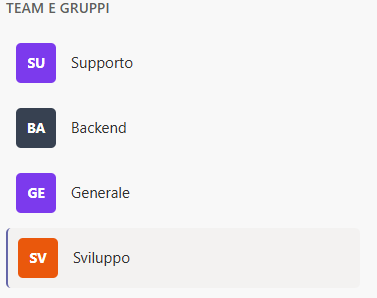 TEAM E GRUPPI
SU Supporto
BA Backend
GE Generale
SV Sviluppo